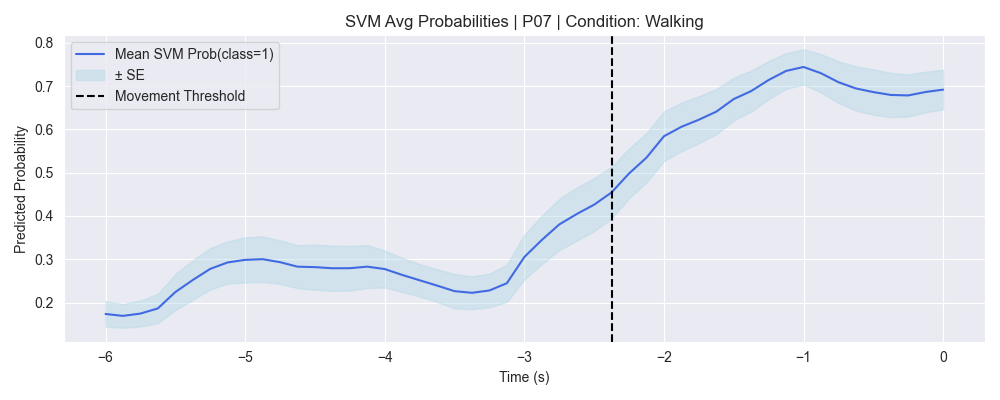 SVM Avg Probabilities | P07 | Condition: Walking
Mean SVM Prob(class=1)
± SE
Movement Threshold
Predicted Probability
0.8
0.7
0.6
0.5
0.4
0.3
0.2
−6 −5 −4 −3 −2 −1 0
Time (s)